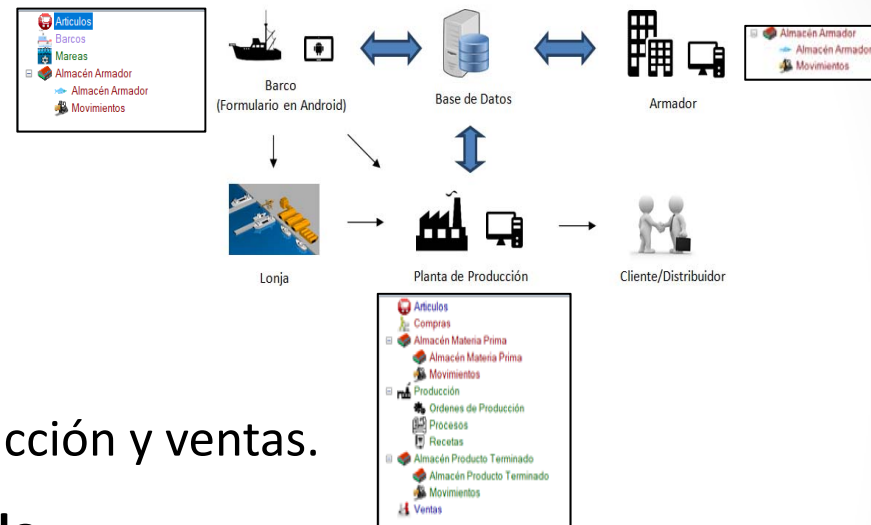 Articulos
Barcos
Mareas
Almacén Armador
Almacén Armador
Movimientos
Barco
(Formulario en Android)
Base de Datos
Armador
Almacén Armador
Almacén Armador
Movimientos
Lonja
Planta de Producción
Cliente/Distribuidor
Articulos
Compras
Almacén Materia Prima
Almacén Materia Prima
Movimientos
Producción
Ordenes de Producción
Procesos
Recetas
Almacén Producto Terminado
Almacén Producto Terminado
Movimientos
Ventas
cción y ventas.